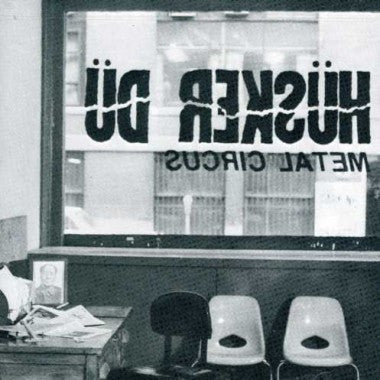 HÜSKER DÜ
METAL CIRCUS